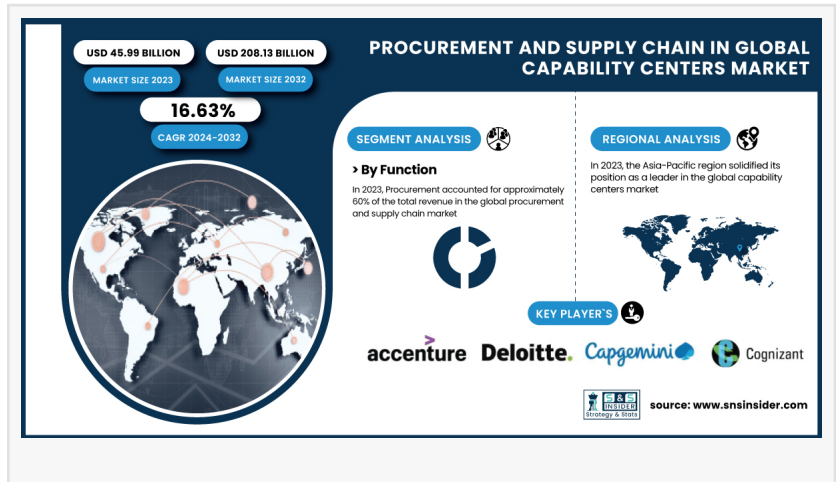 PROCUREMENT AND SUPPLY CHAIN IN GLOBAL
CAPABILITY CENTERS MARKET
USD 45.99 BILLION
MARKET SIZE 2023
USD 208.13 BILLION
MARKET SIZE 2032
16.63%
CAGR 2024-2032
SEGMENT ANALYSIS
> By Function
In 2023, Procurement accounted for approximately
60% of the total revenue in the global procurement
and supply chain market
REGIONAL ANALYSIS
In 2023, the Asia-Pacific region solidified its
position as a leader in the global capability
centers market
KEY PLAYER`S
accenture
Deloitte.
Capgemini
Cognizant
S&S
INSIDER
Strategy & Stats
source: www.snsinsider.com